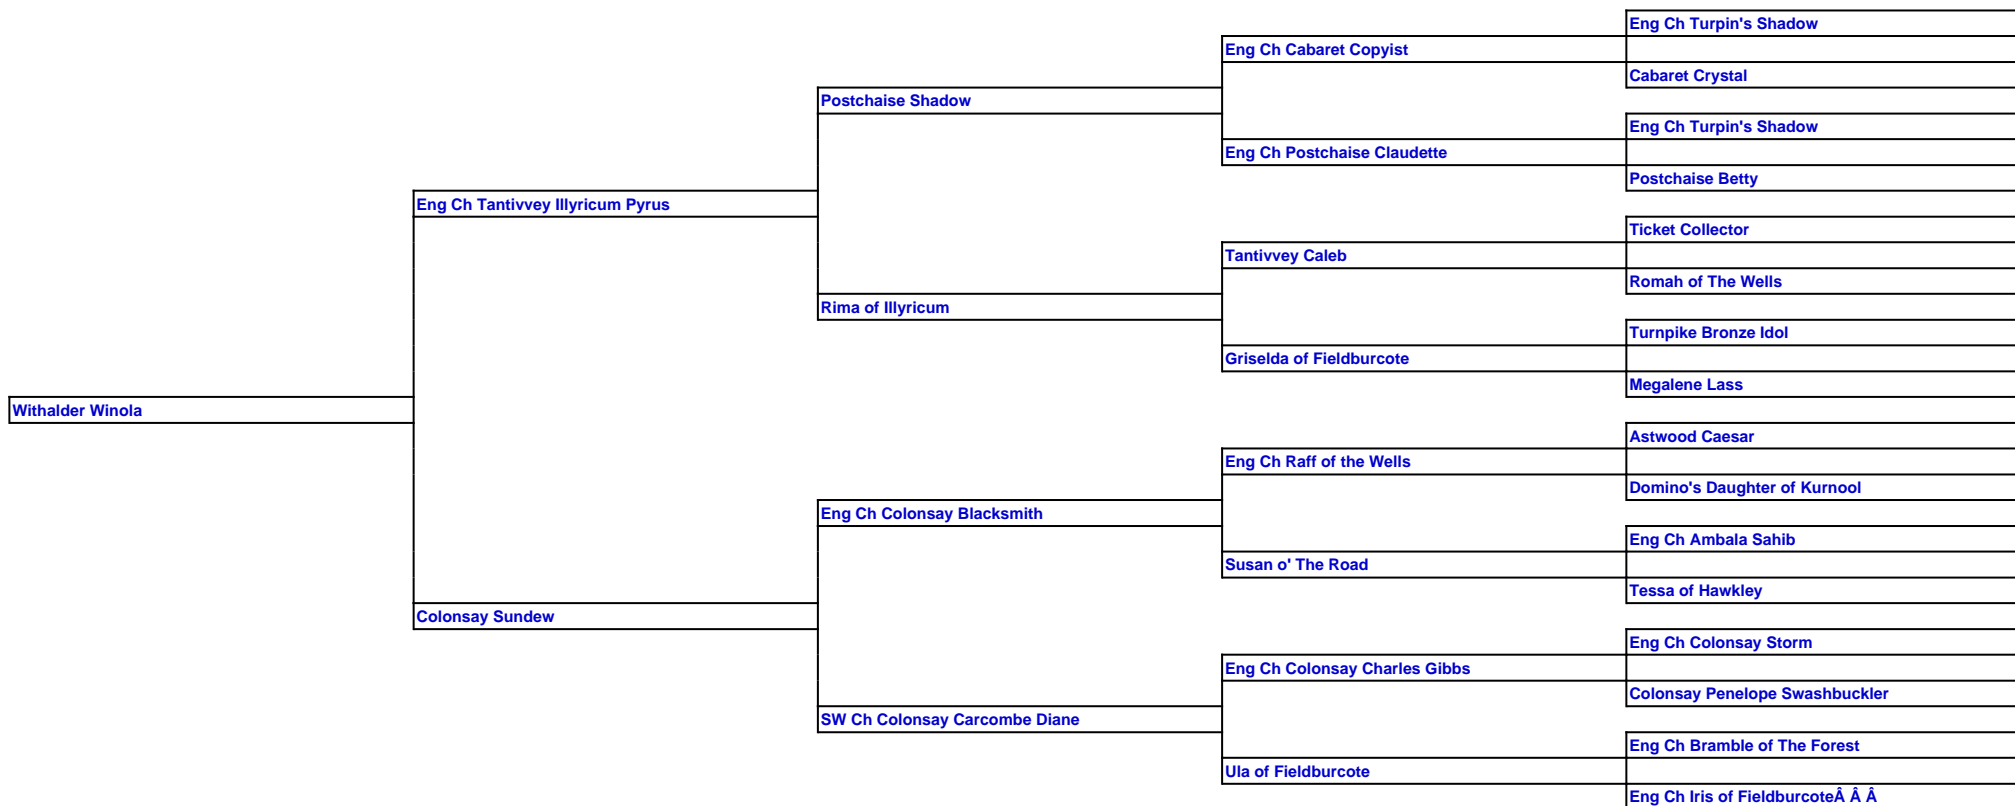 Eng Ch Turpin's Shadow
Eng Ch Cabaret Copyist
Cabaret Crystal
Postchaise Shadow
Eng Ch Turpin's Shadow
Eng Ch Postchaise Claudette
Postchaise Betty
Eng Ch Tantivvey Illyricum Pyrus
Ticket Collector
Tantivvey Caleb
Romah of The Wells
Rima of Illyricum
Turnpike Bronze Idol
Griselda of Fieldburcote
Megalene Lass
Withalder Winola
Astwood Caesar
Eng Ch Raff of the Wells
Domino's Daughter of Kurnool
Eng Ch Colonsay Blacksmith
Eng Ch Ambala Sahib
Susan o' The Road
Tessa of Hawkley
Colonsay Sundew
Eng Ch Colonsay Storm
Eng Ch Colonsay Charles Gibbs
Colonsay Penelope Swashbuckler
SW Ch Colonsay Carcombe Diane
Eng Ch Bramble of The Forest
Ula of Fieldburcote
Eng Ch Iris of FieldburcoteÂ Â Â